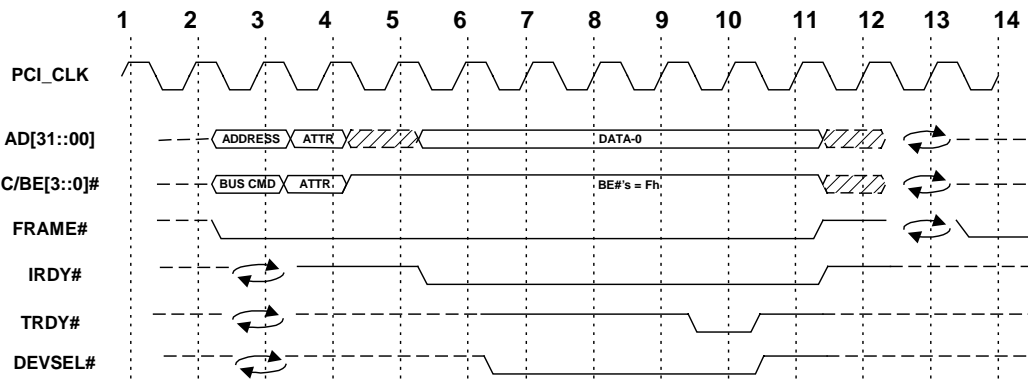 1 2 3 4 5 6 7 8 9 10 11 12 13 14
PCI_CLK
AD[31::00] ADDRESS ATTR DATA-0
C/BE[3::0]# BUS CMD ATTR BE#'s = Fh
FRAME#
IRDY#
TRDY#
DEVSEL#